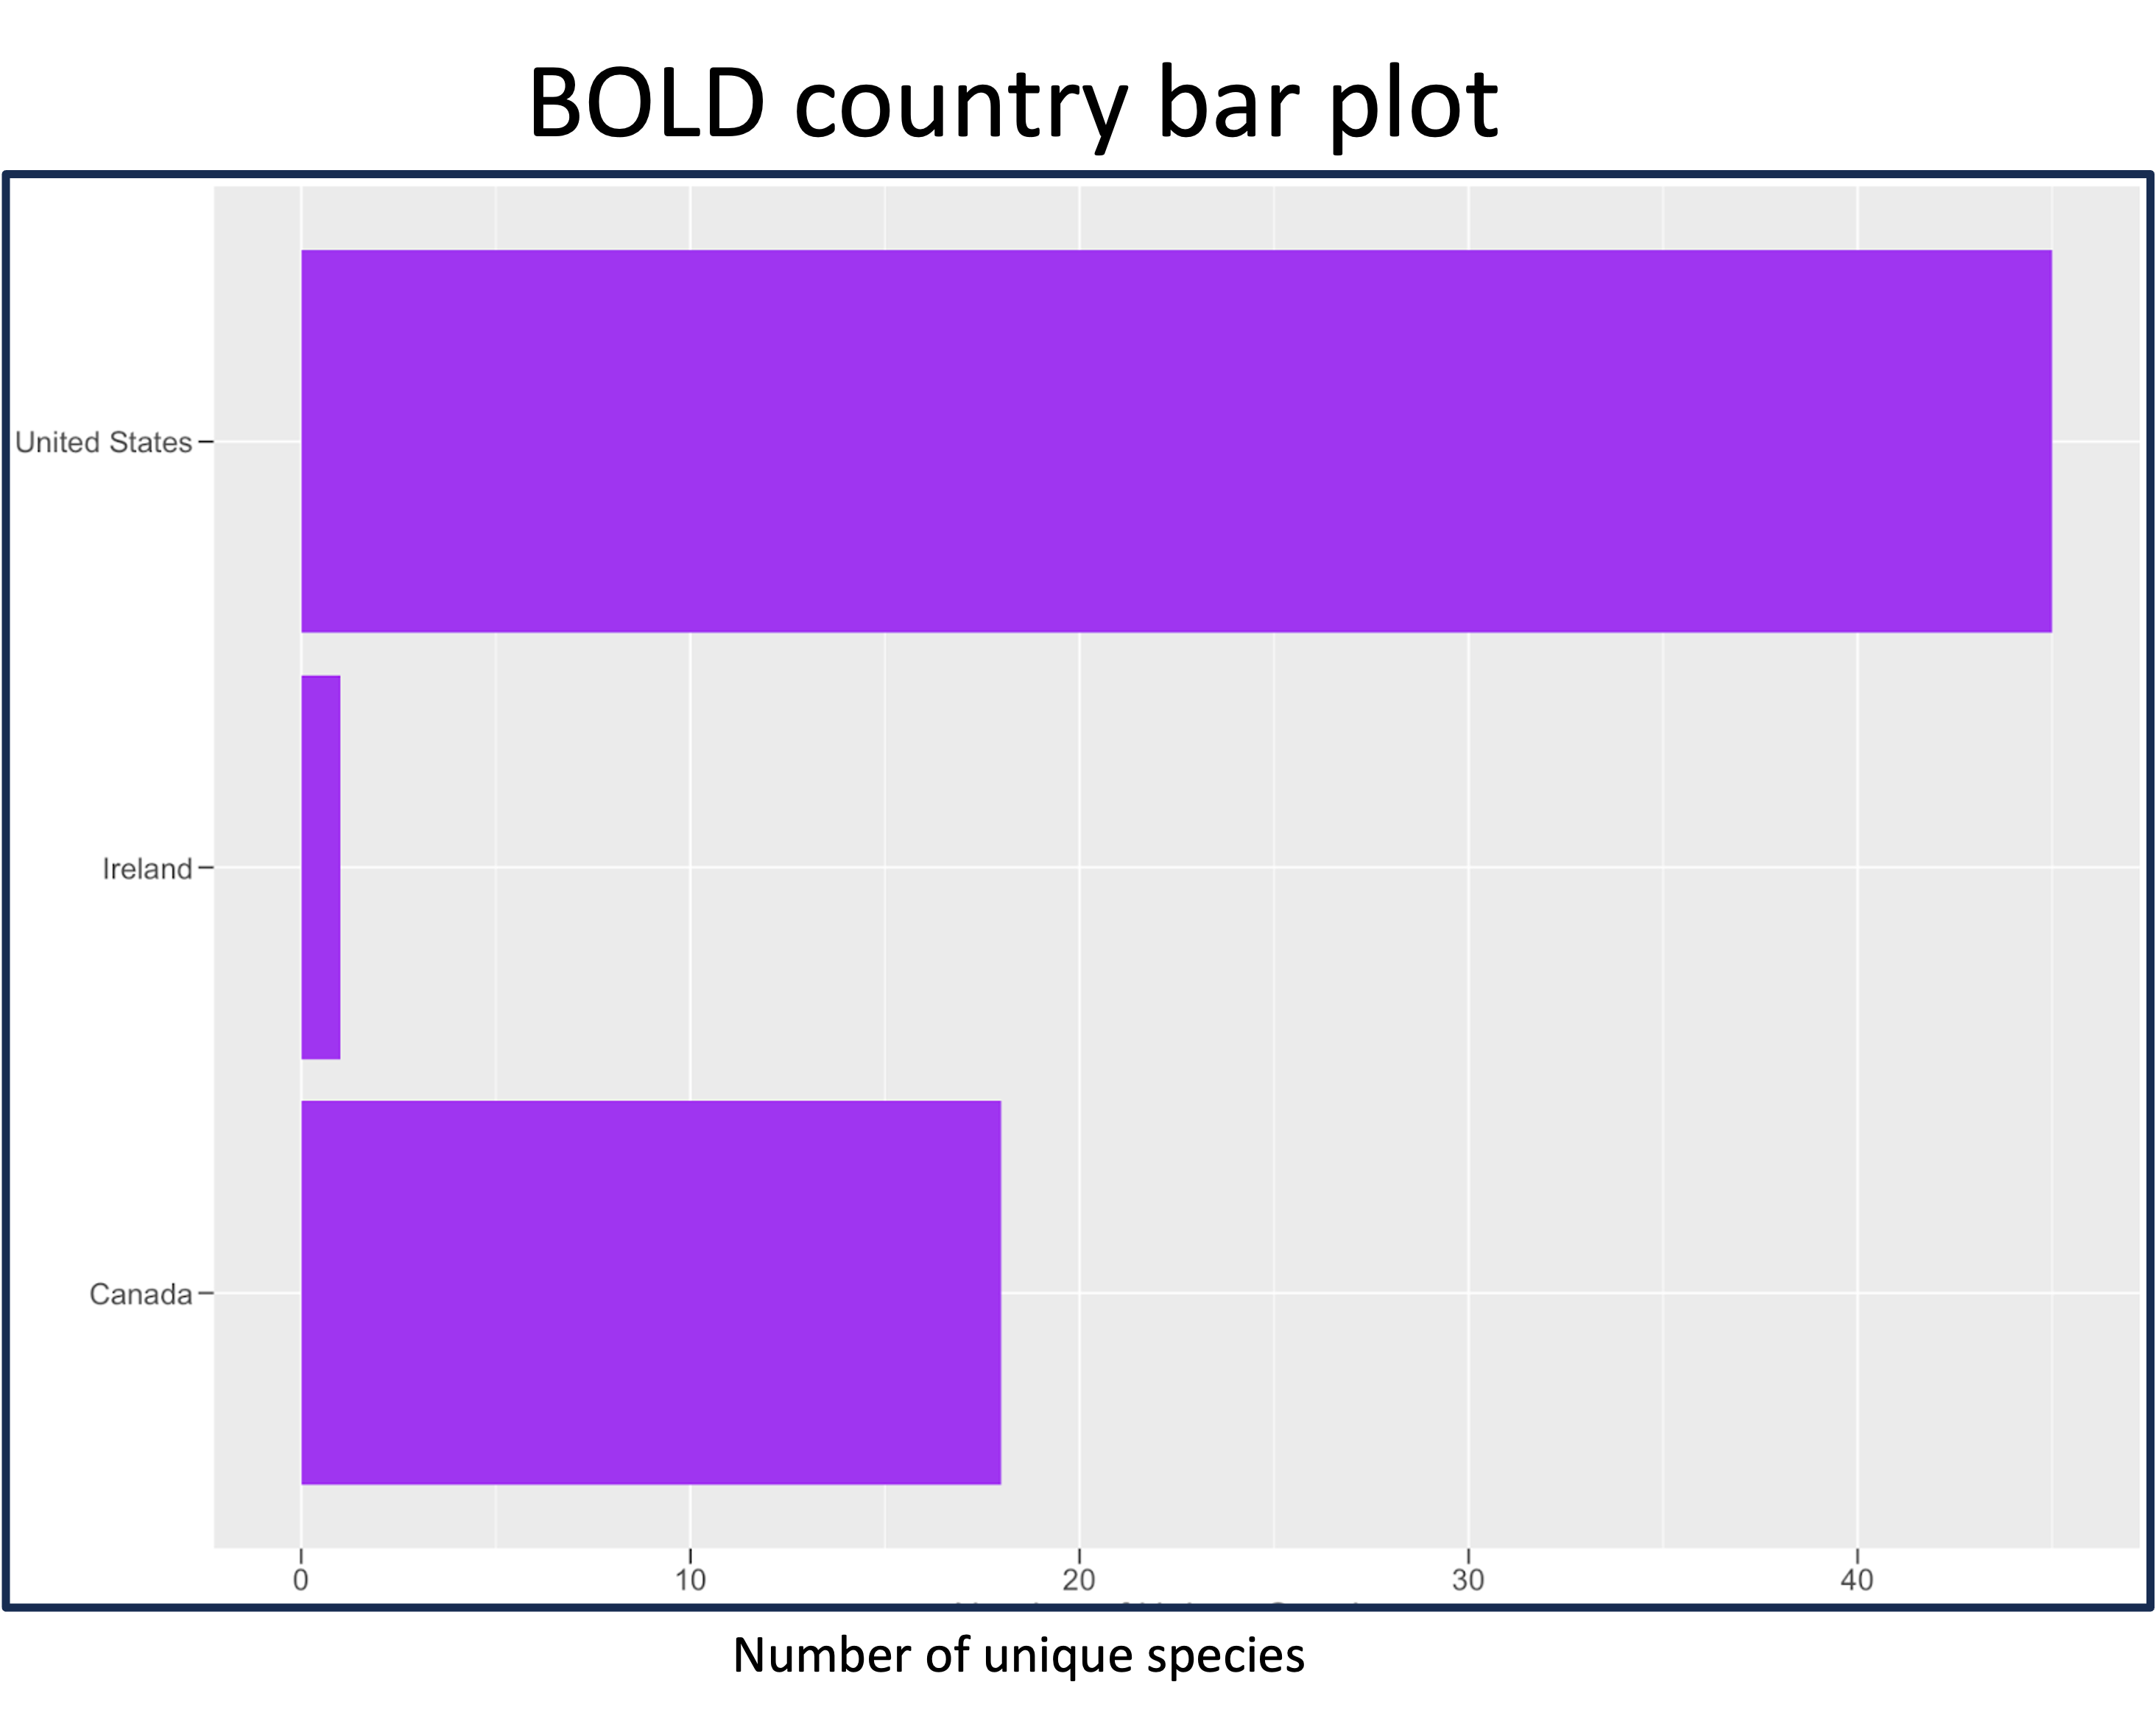 BOLD country bar plot
United States
Ireland
Canada
0 10 20 30 40
Number of unique species